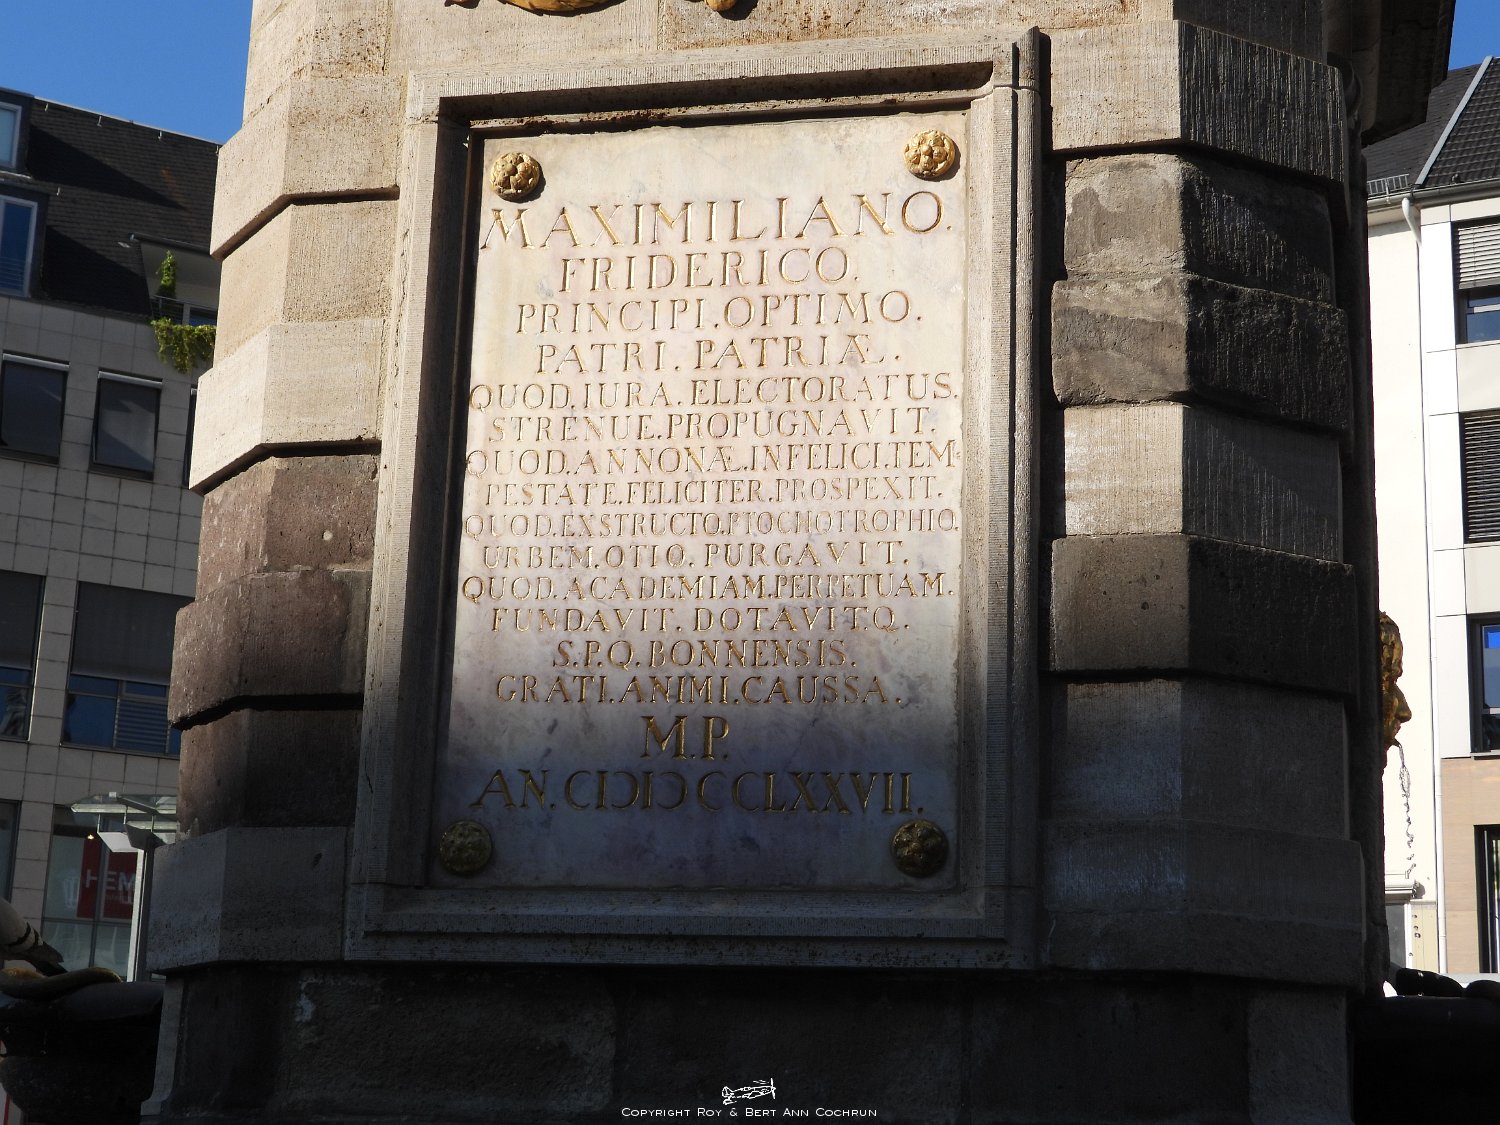 MAXIMILIANO.
FRIDERICO.
PRINCIPI.OPTIMO.
PATRI.PATRIÆ.
QUOD.IURA.ELECTORATUS.
STRENUE.PROPUGNAVIT.
QUOD.ANNONÆ.INFELICI.TEM-
PESTATE.FELICITER.PROSPEXIT.
QUOD.EXSTRUCTO.PTOCHOTROPHIO.
URBEM.OTIO.PURGAVIT.
QUOD.ACADEMIAM.PERPETUAM.
FUNDAVIT.DOTAVIT.Q.
S.P.Q.BONNENSIS.
GRATI.ANIMI.CAUSSA.
M.P.
AN.CIƆIƆCCLXXVII.
HEM
Copyright Roy & Bert Ann Cochrun